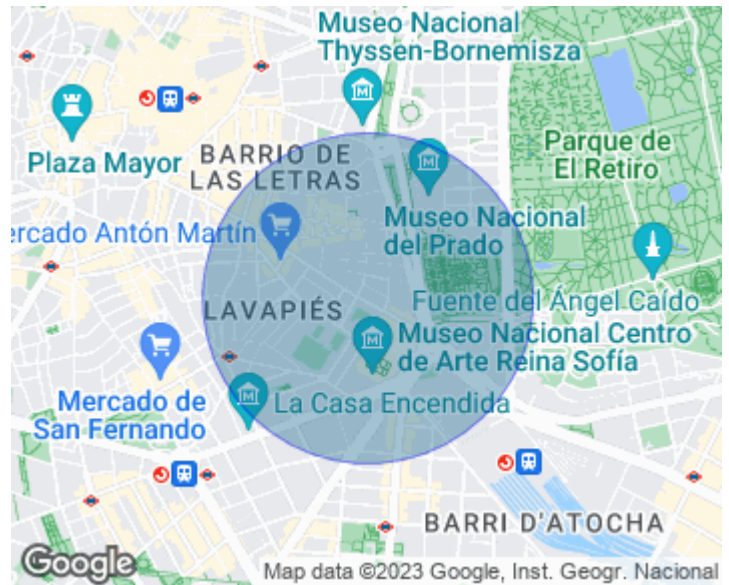 Museo Nacional
Thyssen-Bornemisza
Plaza Mayor
BARRIO DE
LAS LETRAS
Parque de
El Retiro
ercado Antón Martín
Museo Nacional
del Prado
LAVAPIÉS
Fuente del Ángel Caído
Museo Nacional Centro
de Arte Reina Sofía
Mercado de
San Fernando
La Casa Encendida
BARRI D'ATOCHA
Google
Map data ©2023 Google, Inst. Geogr. Nacional